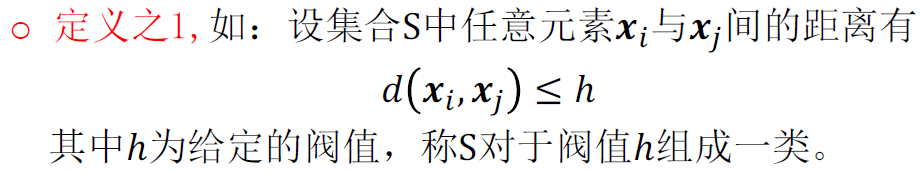 ○ 定义之1, 如：设集合S中任意元素𝒙ᵢ与𝒙ⱼ间的距离有
d(𝒙ᵢ, 𝒙ⱼ) ≤ h
其中h为给定的阀值，称S对于阀值h组成一类。